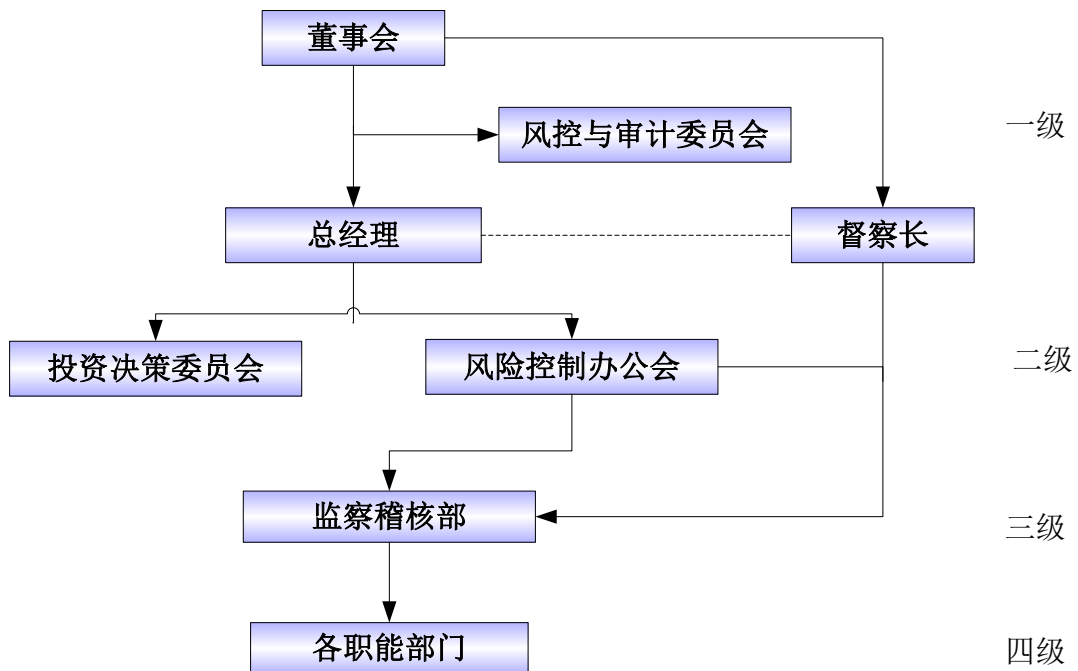 董事会
风控与审计委员会
一级
总经理
督察长
投资决策委员会
风险控制办公会
二级
监察稽核部
三级
各职能部门
四级